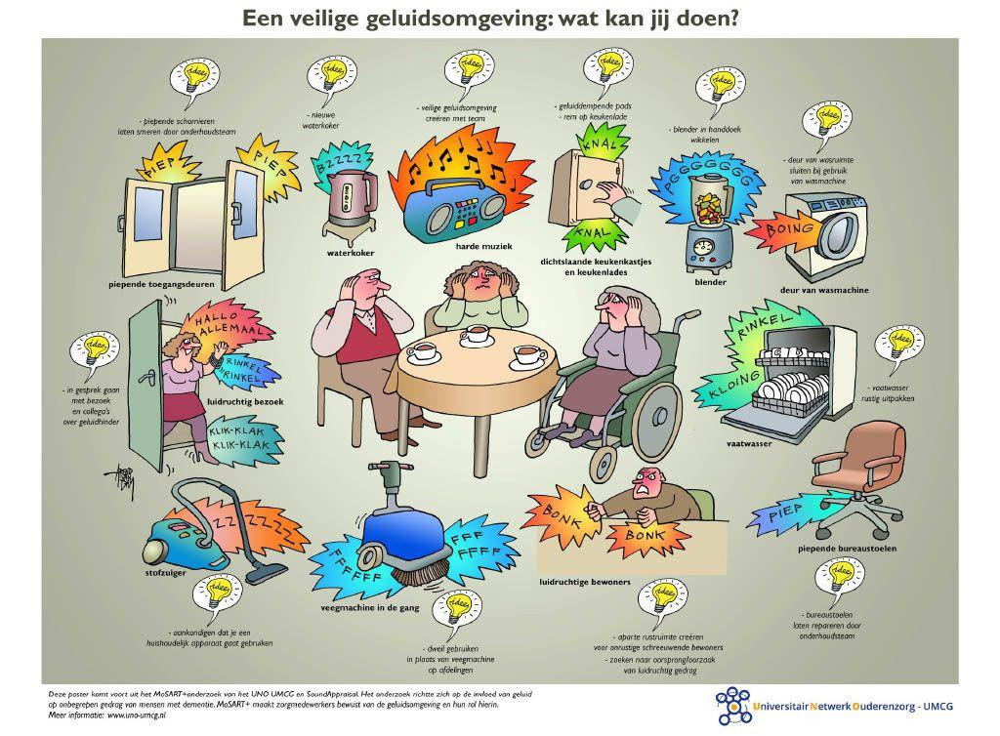 Een veilige geluidsomgeving: wat kan jij doen?
idee
idee
idee
idee
idee
idee
- piepende scharnieren
laten smeren door onderhoudsteam
- nieuwe
waterkoker
- veilige geluidsomgeving
creëren met team
- geluiddempende pads
- rem op keukenlade
- blender in handdoek
wikkelen
- deur van wasruimte
sluiten bij gebruik
van wasmachine
PIEP
PIEP
BZZZZ
KNAL
KNAL
GGGGGGGG
BOING
piepende toegangsdeuren
waterkoker
harde muziek
dichtslaande keukenkastjes
en keukenlades
blender
deur van wasmachine
HALLO
ALLEMAAL
RINKEL
RINKEL
KLIK-KLAK
KLIK-KLAK
luidruchtig bezoek
idee
- in gesprek gaan
met bezoek
en collega's
over geluidhinder
RINKEL
KLOING
vaatwasser
idee
- vaatwasser
rustig uitpakken
ZZZZZZZ
stofzuiger
idee
- aankondigen dat je een
huishoudelijk apparaat gaat gebruiken
FFFFFFF
FFF
FFFF
veegmachine in de gang
idee
- dweil gebruiken
in plaats van veegmachine
op afdelingen
BONK
BONK
luidruchtige bewoners
idee
- aparte rustruimte creëren
voor onrustige schreeuwende bewoners
- zoeken naar oorsprong/oorzaak
van luidruchtig gedrag
PIEP
piepende bureaustoelen
idee
- bureaustoelen
laten repareren door
onderhoudsteam
Deze poster komt voort uit het MoSART+onderzoek van het UNO UMCG en SoundAppraisal. Het onderzoek richtte zich op de invloed van geluid
op onbegrepen gedrag van mensen met dementie. MoSART+ maakt zorgmedewerkers bewust van de geluidsomgeving en hun rol hierin.
Meer informatie: www.uno-umcg.nl
Universitair Netwerk Ouderenzorg - UMCG